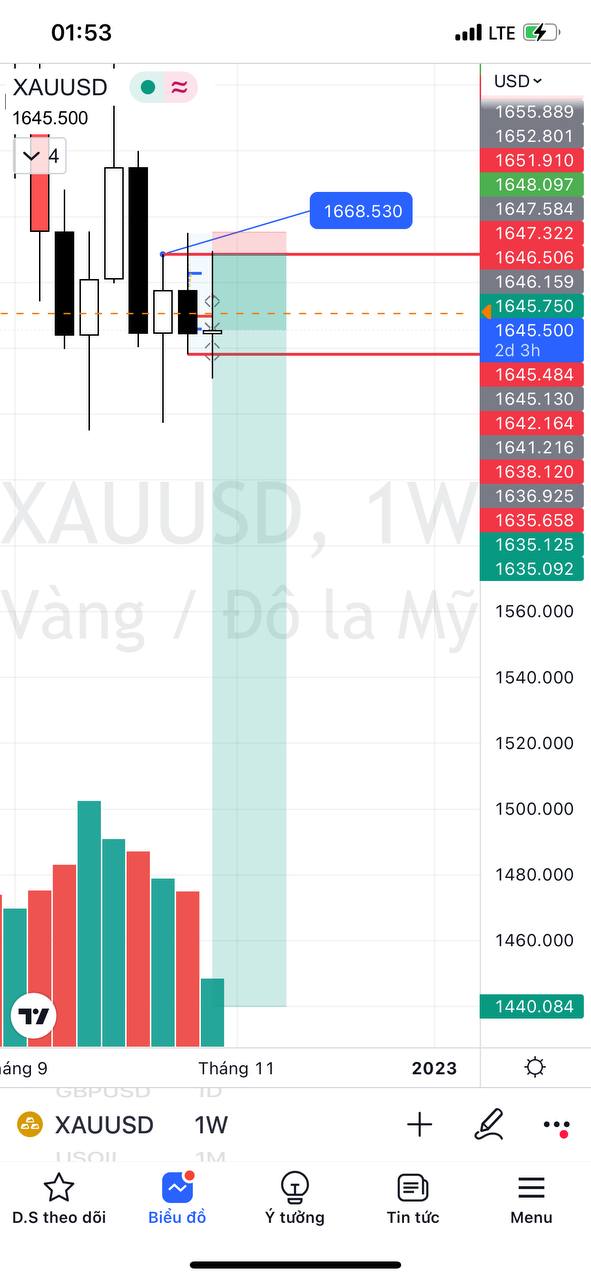 01:53
LTE
XAUUSD
USD
1645.500
4
1668.530
1655.889
1652.801
1651.910
1648.097
1647.584
1647.322
1646.506
1646.159
1645.750
1645.500
2d 3h
1645.484
1645.130
1642.164
1641.216
1638.120
1636.925
1635.658
1635.125
1635.092
XAUUSD, 1W
Vàng / Đô la Mỹ
1560.000
1540.000
1520.000
1500.000
1480.000
1460.000
1440.084
áng 9
Tháng 11
2023
GBPUSD 1D
XAUUSD 1W
USOIL 1M
D.S theo dõi
Biểu đồ
Ý tưởng
Tin tức
Menu